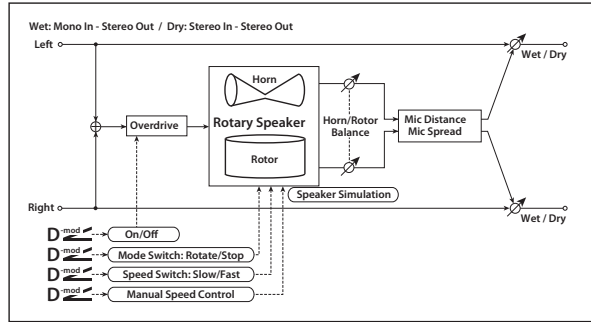 Wet: Mono In - Stereo Out / Dry: Stereo In - Stereo Out
Left
Wet / Dry
Horn
Overdrive
Rotary Speaker
Horn/Rotor
Balance
Mic Distance
Mic Spread
Rotor
Speaker Simulation
Right
Wet / Dry
D-mod On/Off
D-mod Mode Switch: Rotate/Stop
D-mod Speed Switch: Slow/Fast
D-mod Manual Speed Control